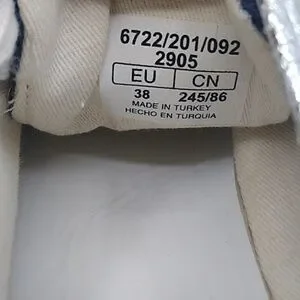 6722/201/092
2905
EU CN
38 245/86
MADE IN TURKEY
HECHO EN TURQUIA